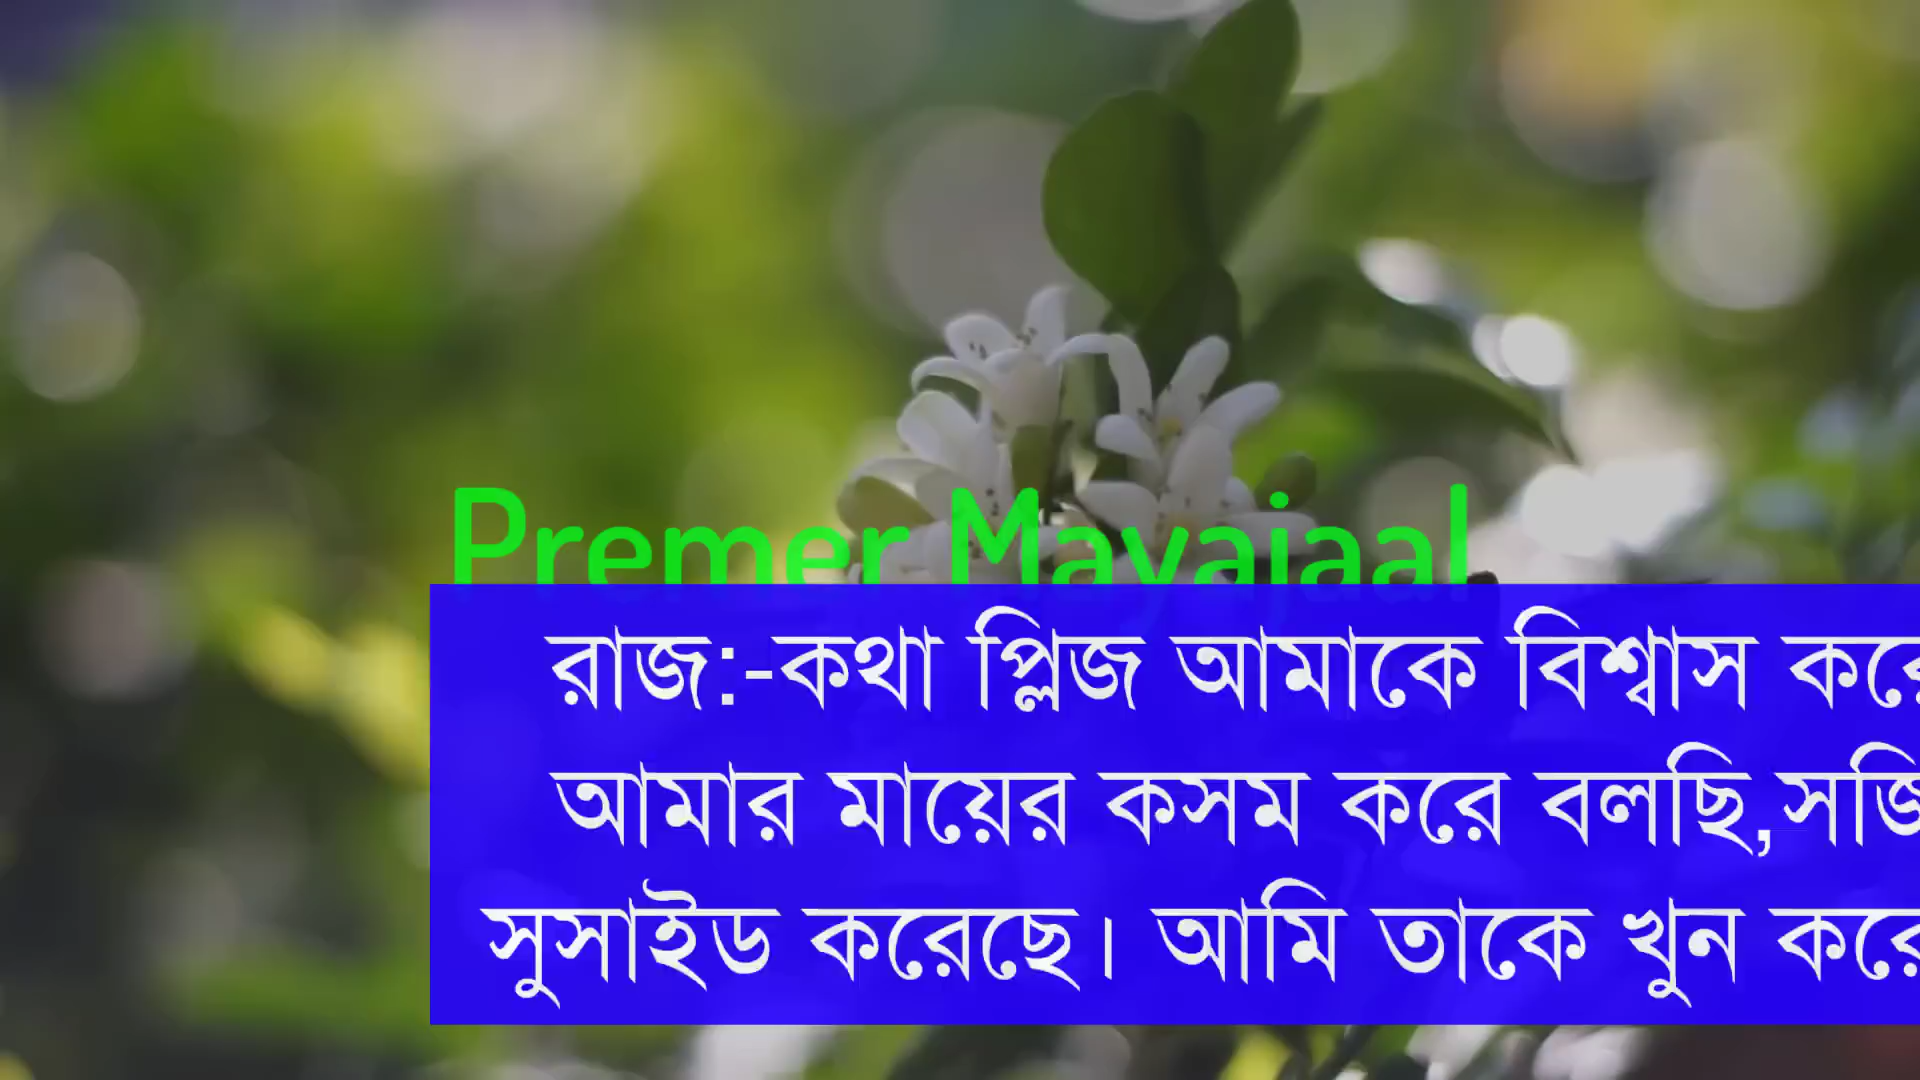 Premer Mayajaal
রাজ:-কথা প্লিজ আমাকে বিশ্বাস করে
আমার মায়ের কসম করে বলছি,সজি
সুসাইড করেছে। আমি তাকে খুন করে